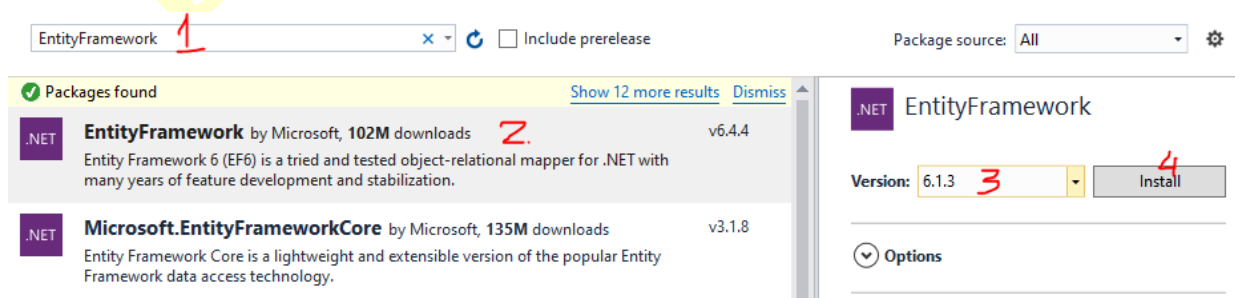 1
EntityFramework
Include prerelease
Package source: All
Packages found
Show 12 more results Dismiss
.NET
EntityFramework by Microsoft, 102M downloads
2.
v6.4.4
Entity Framework 6 (EF6) is a tried and tested object-relational mapper for .NET with
many years of feature development and stabilization.
.NET
Microsoft.EntityFrameworkCore by Microsoft, 135M downloads
v3.1.8
Entity Framework Core is a lightweight and extensible version of the popular Entity
Framework data access technology.
.NET EntityFramework
Version: 6.1.3
3
4
Install
Options